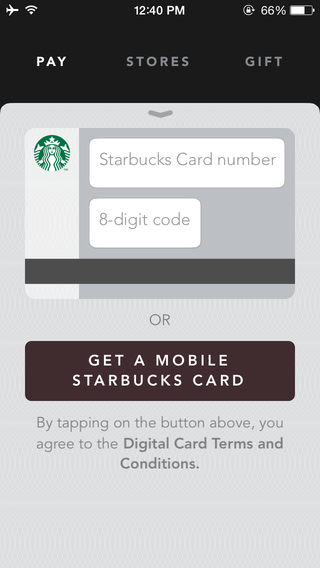 12:40 PM 66%
PAY STORES GIFT
Starbucks Card number
8-digit code
OR
GET A MOBILE
STARBUCKS CARD
By tapping on the button above, you
agree to the Digital Card Terms and
Conditions.